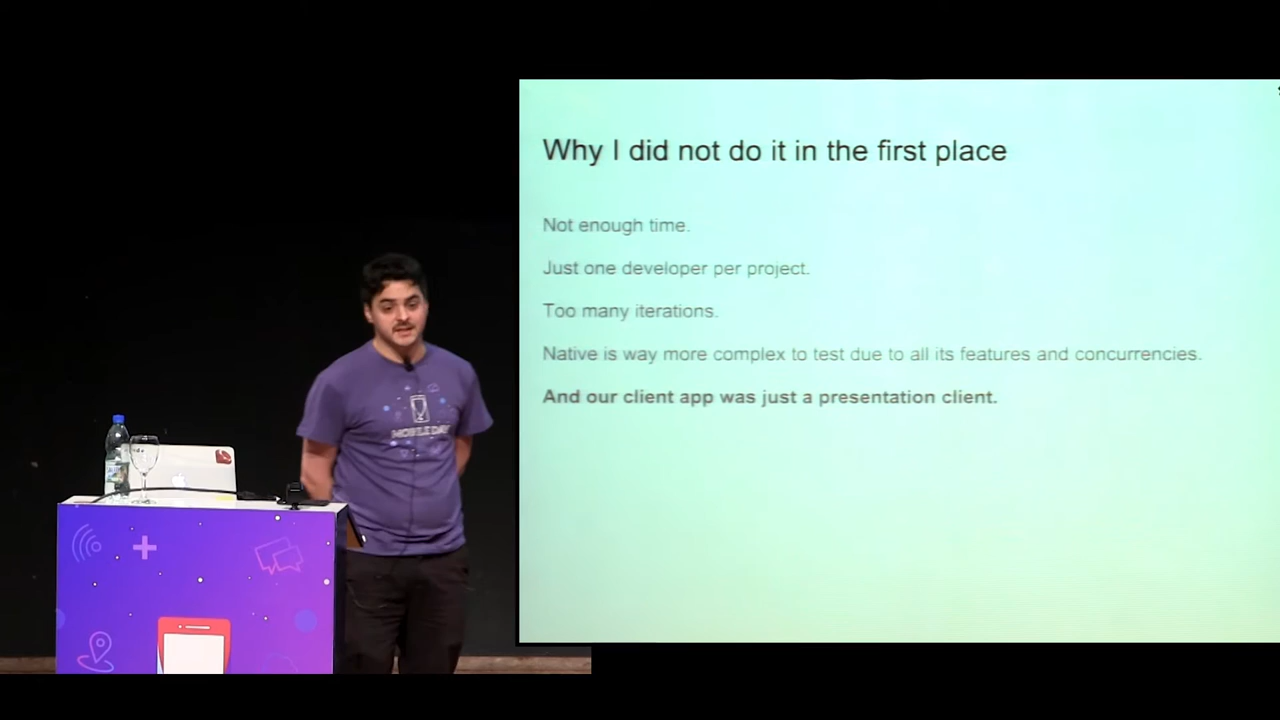 Why I did not do it in the first place
Not enough time.
Just one developer per project.
Too many iterations.
Native is way more complex to test due to all its features and concurrencies.
And our client app was just a presentation client.
MOBILE DAY